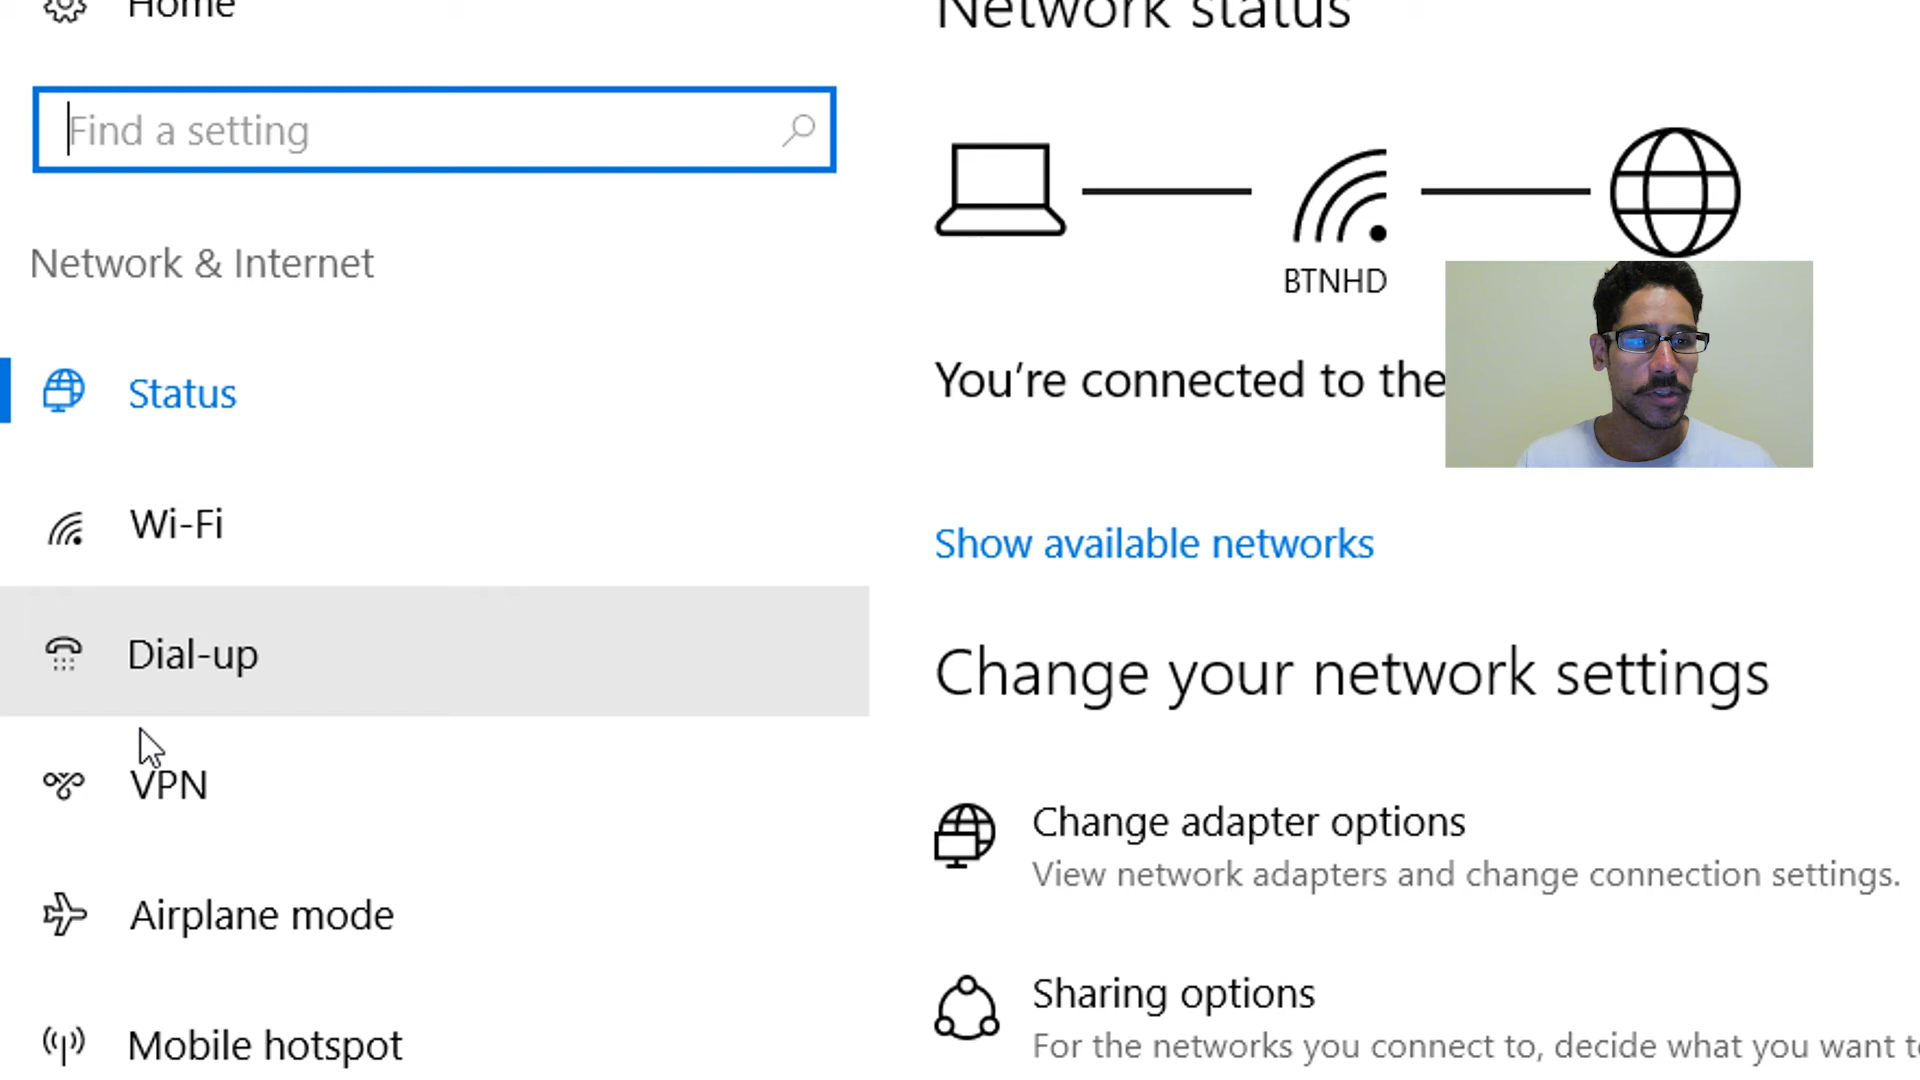 Home
Find a setting
Network & Internet
Status
Wi-Fi
Dial-up
VPN
Airplane mode
Mobile hotspot
Network status
BTNHD
You're connected to the
Show available networks
Change your network settings
Change adapter options
View network adapters and change connection settings.
Sharing options
For the networks you connect to, decide what you want